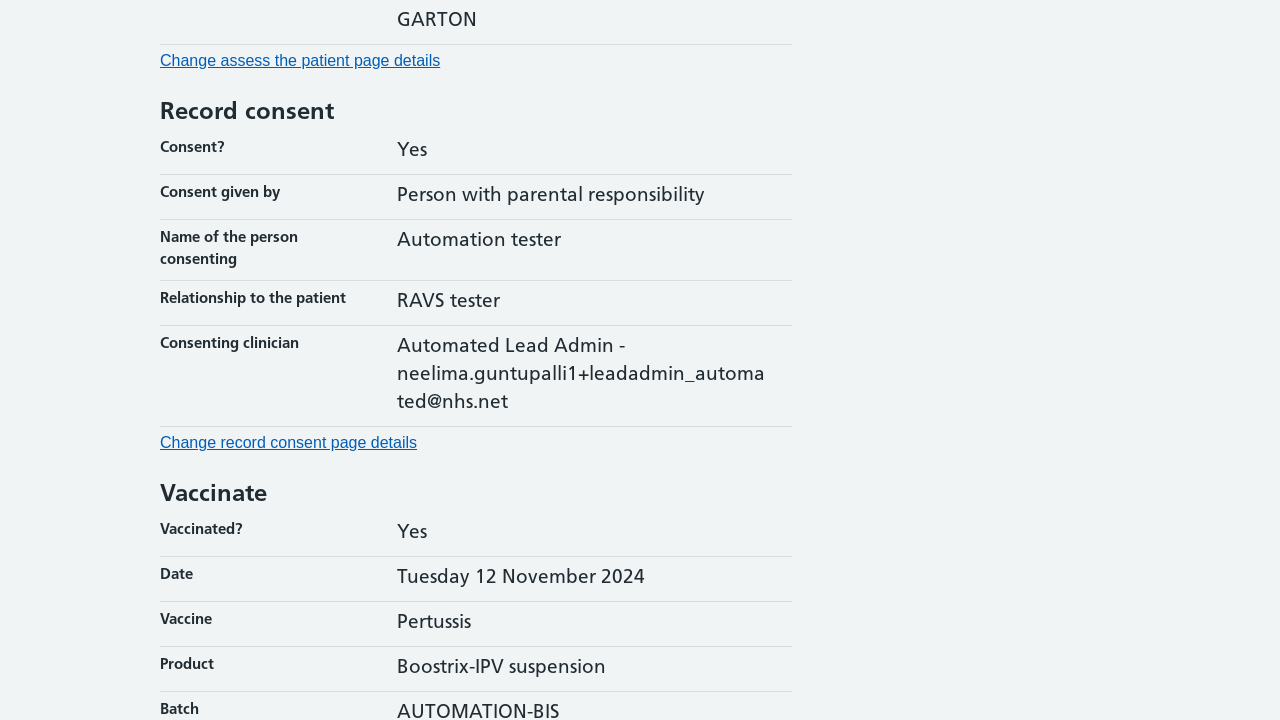 GARTON
Change assess the patient page details
Record consent
Consent? Yes
Consent given by Person with parental responsibility
Name of the person consenting Automation tester
Relationship to the patient RAVS tester
Consenting clinician Automated Lead Admin -
neelima.guntupalli1+leadadmin_automa
ted@nhs.net
Change record consent page details
Vaccinate
Vaccinated? Yes
Date Tuesday 12 November 2024
Vaccine Pertussis
Product Boostrix-IPV suspension
Batch AUTOMATION-BIS